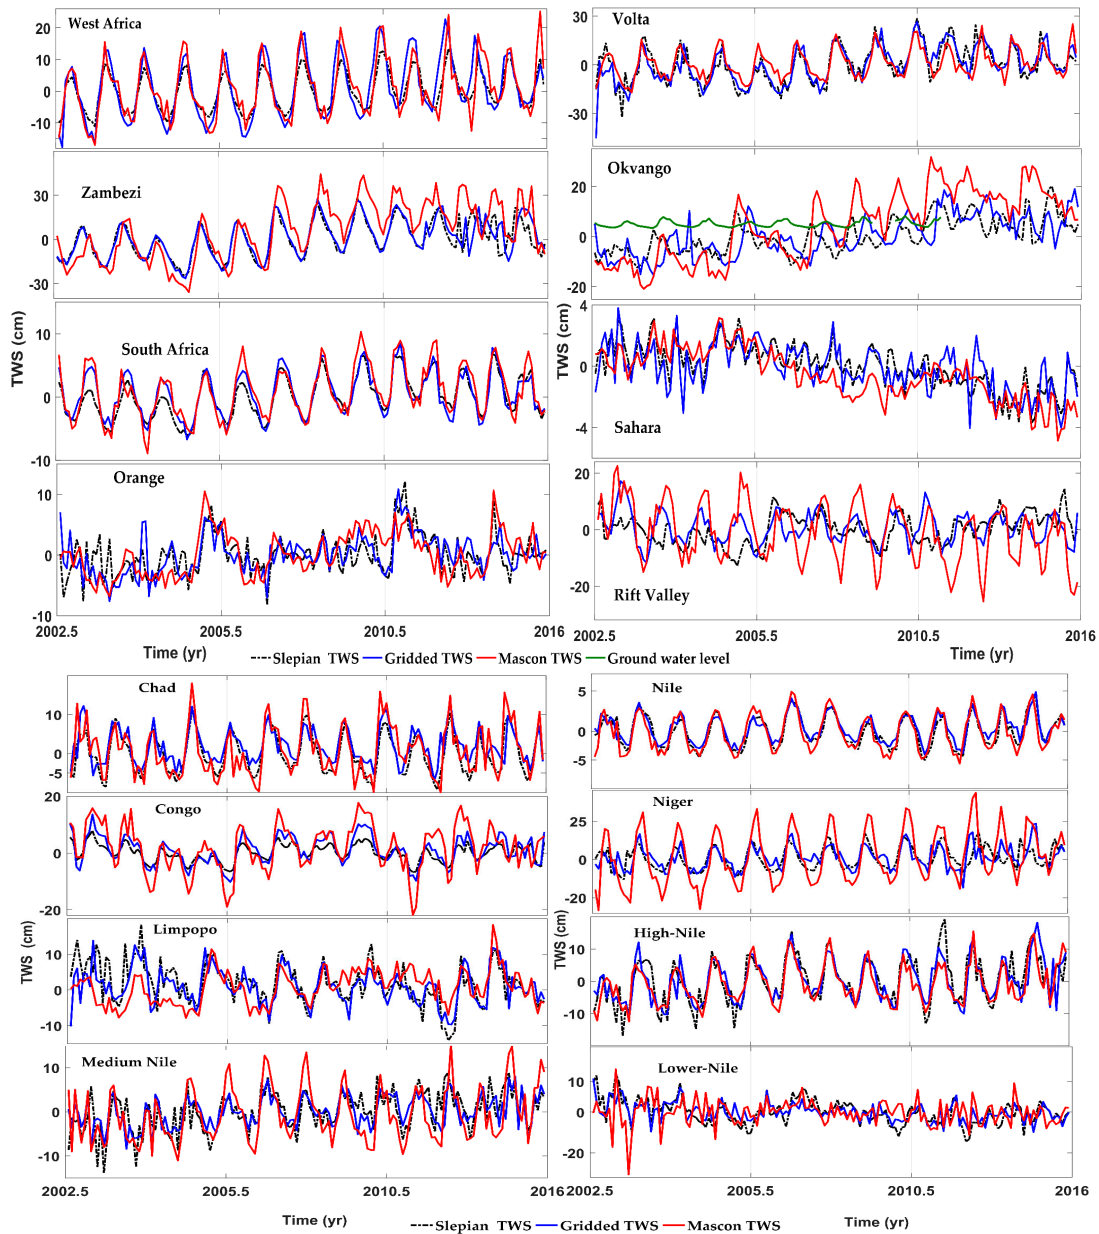 West Africa
20
10
0
-10
Zambezi
30
0
-30
South Africa
10
0
-10
TWS (cm)
Orange
10
0
-10
2002.5
2005.5
2010.5
2016
Time (yr)
Volta
30
0
-30
Okvango
20
0
-20
4
0
-4
Sahara
TWS (cm)
20
0
-20
Rift Valley
2002.5
2005.5
2010.5
2016
Time (yr)
Slepian TWS Gridded TWS Mascon TWS Ground water level
Chad
10
5
-5
Congo
20
0
-20
Limpopo
10
0
-10
TWS (cm)
Medium Nile
10
0
-10
2002.5
2005.5
2010.5
2016
Time (yr)
Nile
5
0
-5
Niger
25
0
-25
High-Nile
10
0
-10
TWS (cm)
Lower-Nile
10
0
-20
2002.5
2005.5
2010.5
2016
Time (yr)
Slepian TWS Gridded TWS Mascon TWS